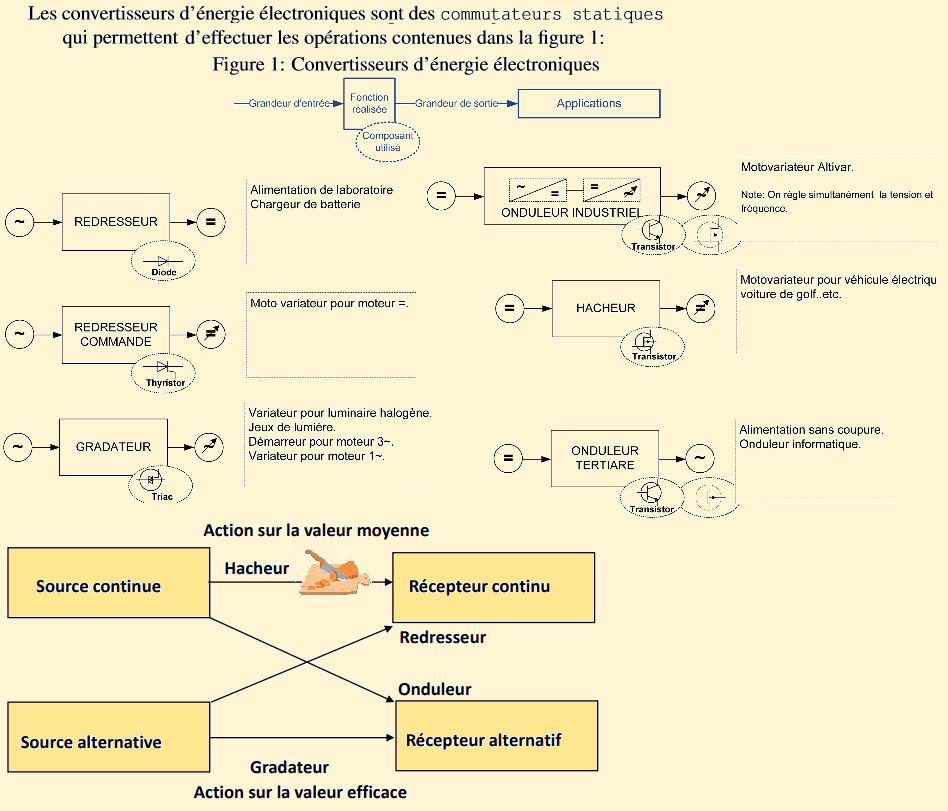 Les convertisseurs d’énergie électroniques sont des commutateurs statiques
qui permettent d’effectuer les opérations contenues dans la figure 1:
Figure 1: Convertisseurs d’énergie électroniques
Grandeur d'entrée
Fonction
réalisée
Grandeur de sortie
Applications
Composant
utilisé
~
REDRESSEUR
=
Diode
Alimentation de laboratoire
Chargeur de batterie
~
REDRESSEUR
COMMANDE
=
Thyristor
Moto variateur pour moteur =.
~
GRADATEUR
~
Triac
Variateur pour luminaire halogène.
Jeux de lumière.
Démarreur pour moteur 3~.
Variateur pour moteur 1~.
=
~
=
=
~
ONDULEUR INDUSTRIEL
~
Transistor
Motovariateur Altivar.
Note: On règle simultanément la tension et
fréquence.
=
HACHEUR
=
Transistor
Motovariateur pour véhicule électriqu
voiture de golf..etc.
=
ONDULEUR
TERTIAIRE
~
Transistor
Alimentation sans coupure.
Onduleur informatique.
Action sur la valeur moyenne
Source continue
Hacheur
Récepteur continu
Redresseur
Onduleur
Source alternative
Récepteur alternatif
Gradateur
Action sur la valeur efficace